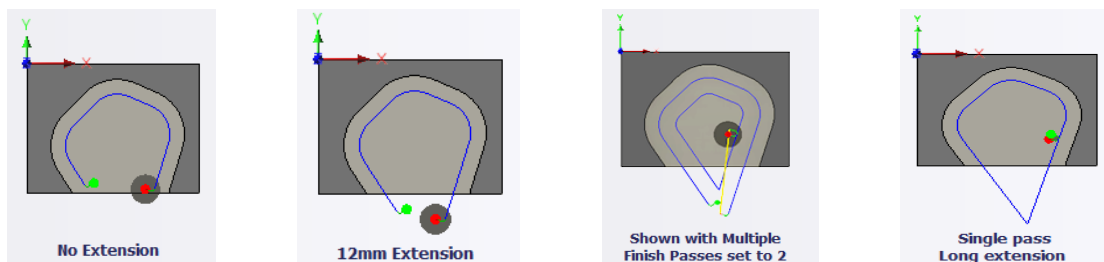 Y
X
No Extension
Y
X
12mm Extension
Y
X
Shown with Multiple
Finish Passes set to 2
Y
X
Single pass
Long extension